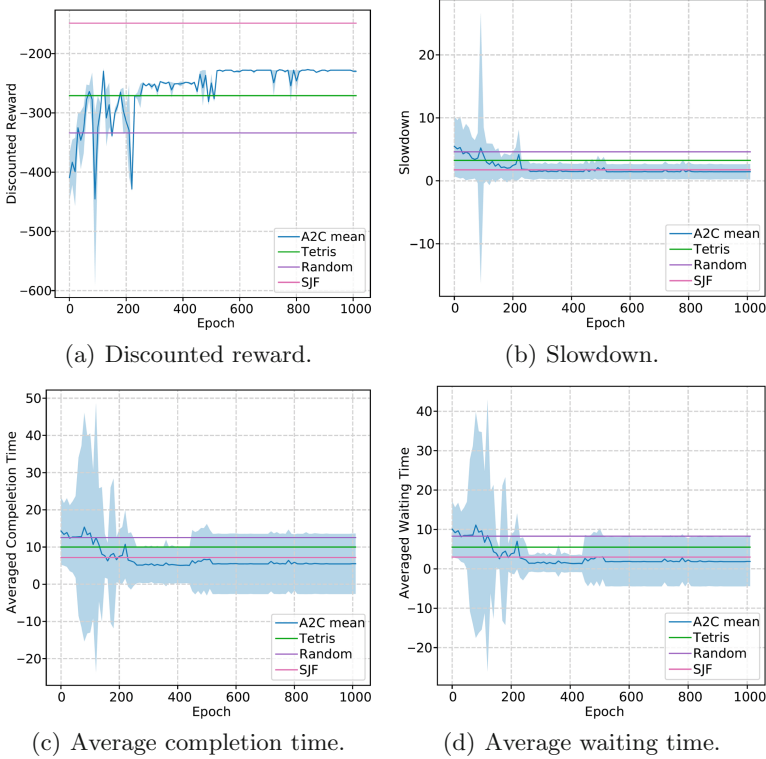 −200
−300
−400
−500
−600
Discounted Reward
0
200
400
600
800
1000
Epoch
A2C mean
Tetris
Random
SJF
(a) Discounted reward.
20
10
0
−10
Slowdown
0
200
400
600
800
1000
Epoch
A2C mean
Tetris
Random
SJF
(b) Slowdown.
50
40
30
20
10
0
−10
−20
Averaged Compeletion Time
0
200
400
600
800
1000
Epoch
A2C mean
Tetris
Random
SJF
(c) Average completion time.
40
30
20
10
0
−10
−20
Averaged Waiting Time
0
200
400
600
800
1000
Epoch
A2C mean
Tetris
Random
SJF
(d) Average waiting time.